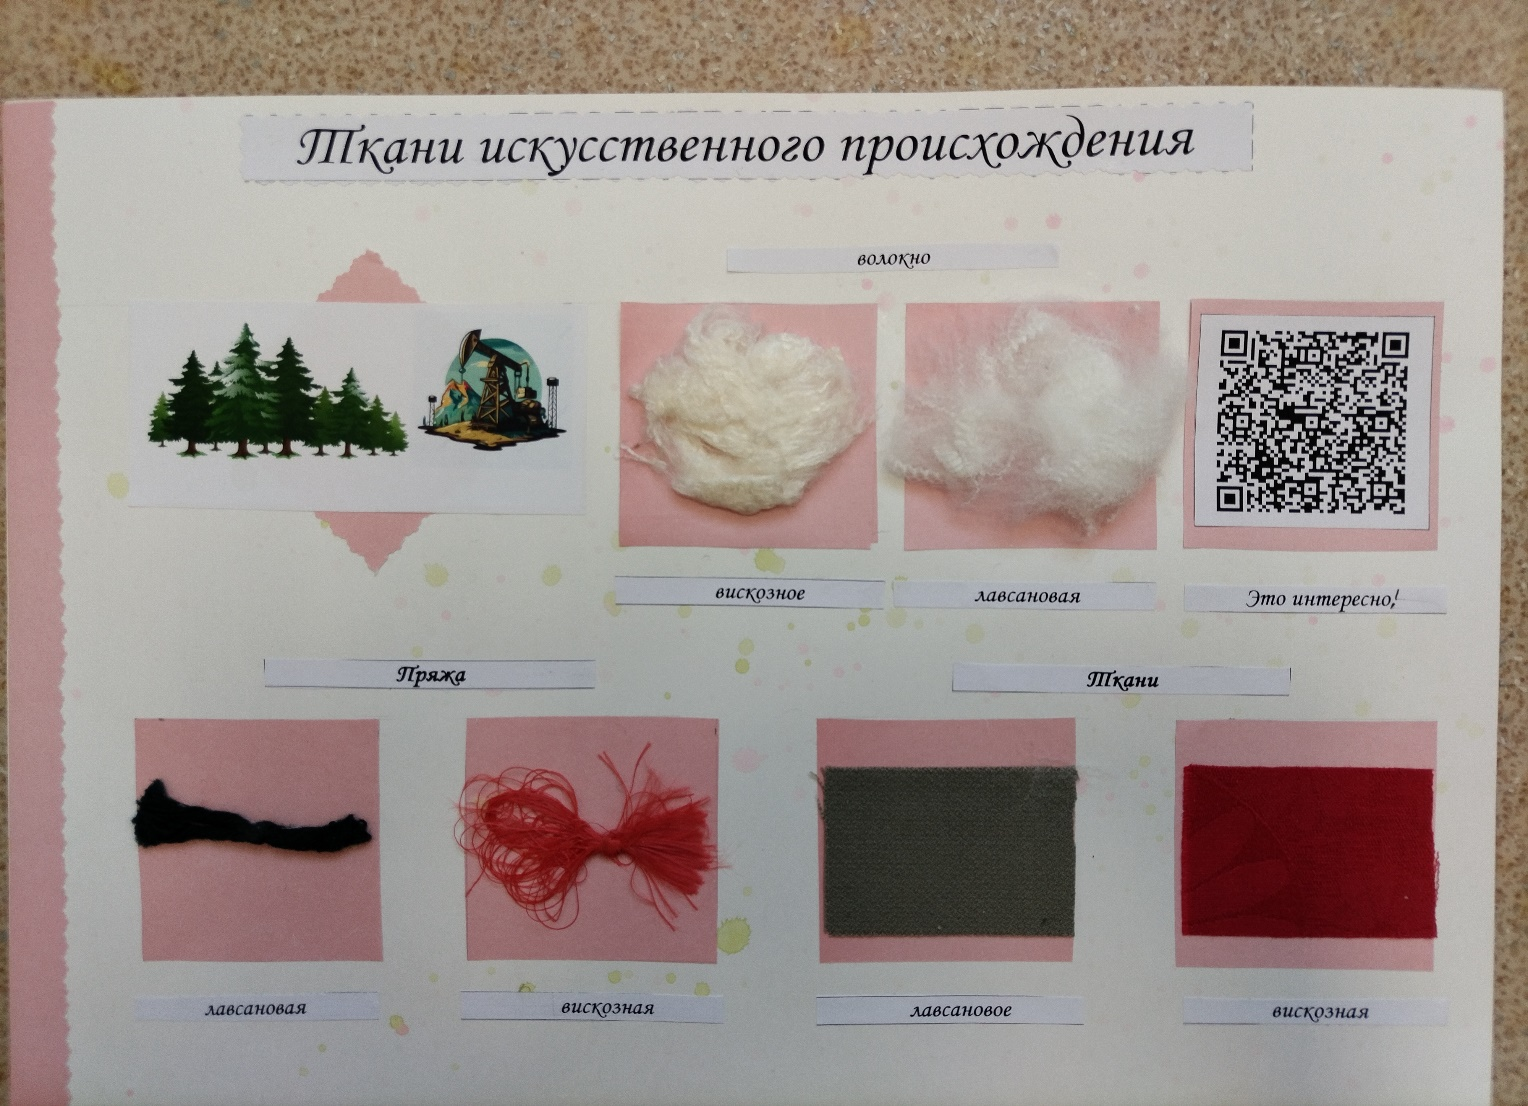 Ткани искусственного происхождения
волокно
вискозное
лавсановая
Это интересно!
Пряжа
Ткани
лавсановая
вискозная
лавсановое
вискозная